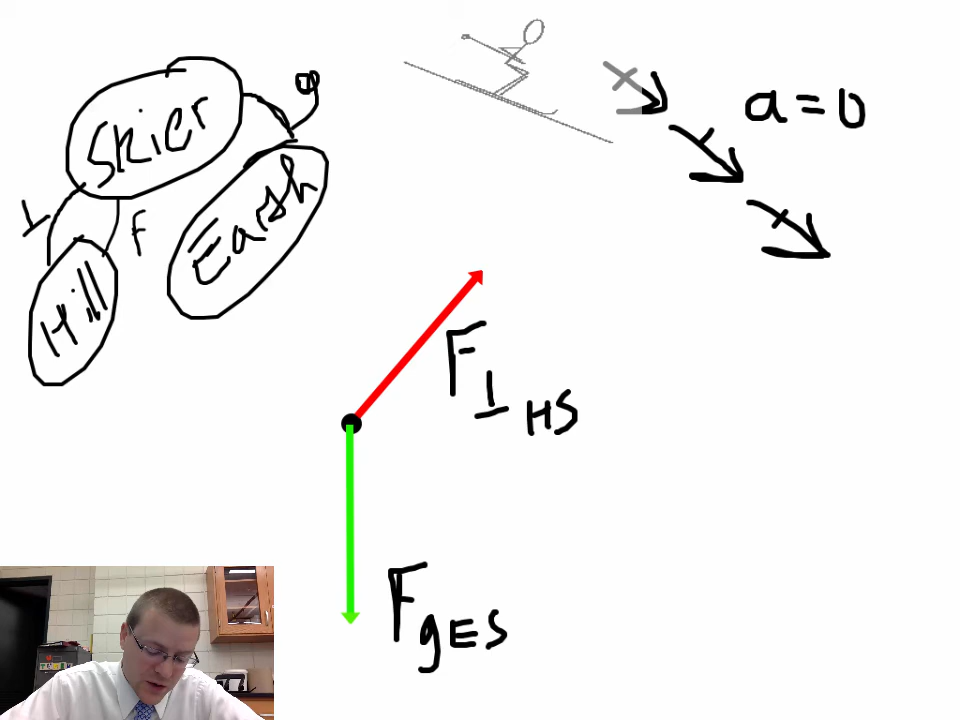 Skier
g
a = 0
⊥
F
Earth
Hill
F⊥ HS
FgES